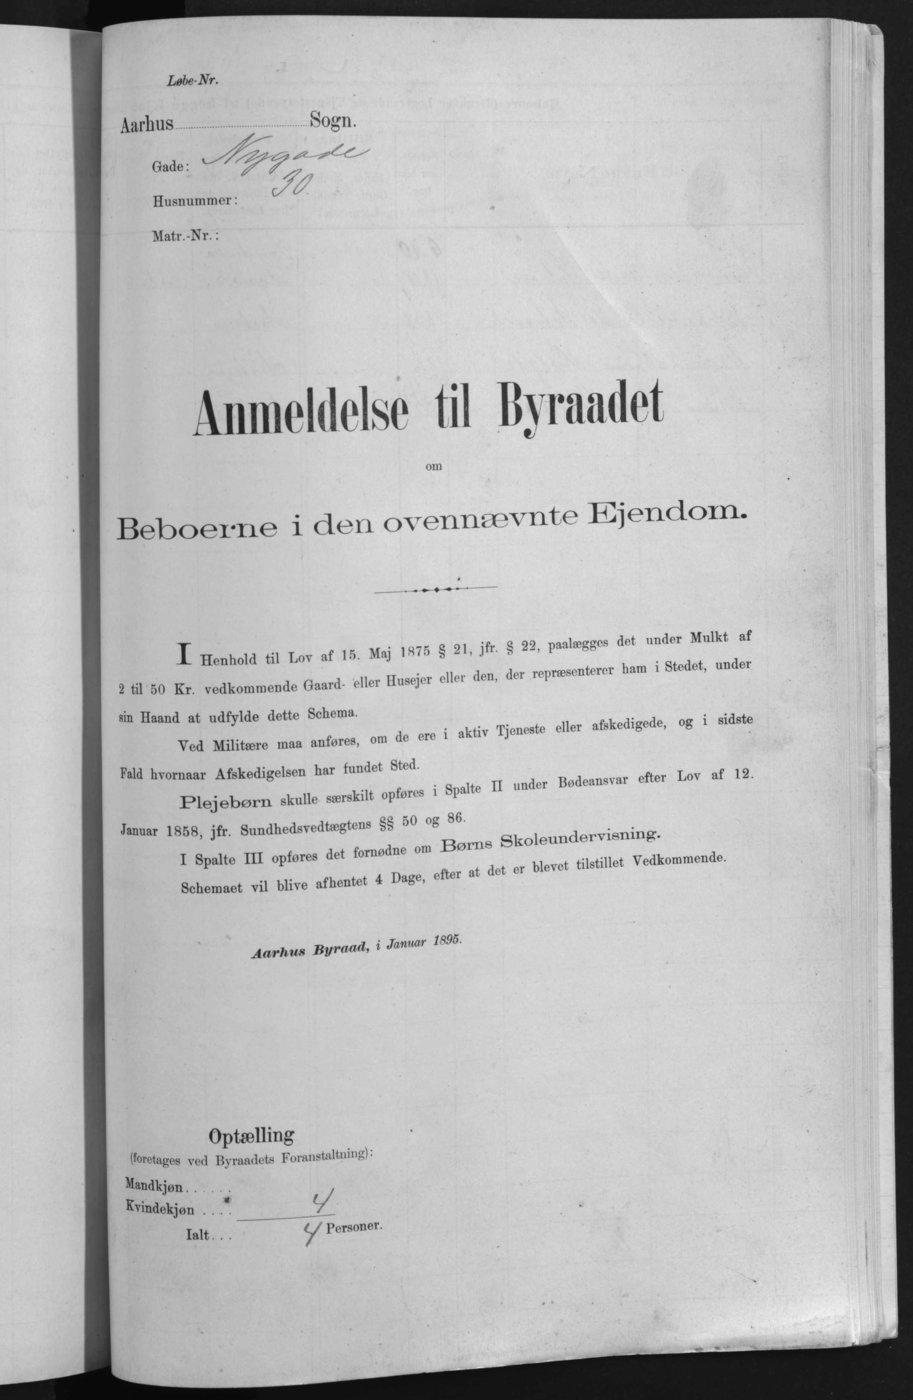 Løbe-Nr.
Aarhus Sogn.
Gade: Nygade
Husnummer: 30.
Matr.-Nr.:
Anmeldelse til Byraadet
om
Beboerne i den ovennævnte Ejendom.
I Henhold til Lov af 15. Maj 1875 § 21, jfr. § 22, paalægges det under Mulkt af
2 til 50 Kr. vedkommende Gaard- eller Husejer eller den, der repræsenterer ham i Stedet, under
sin Haand at udfylde dette Schema.
Ved Militære maa anføres, om de ere i aktiv Tjeneste eller afskedigede, og i sidste
Fald hvornaar Afskedigelsen har fundet Sted.
Plejebørn skulle særskilt opføres i Spalte II under Bødeansvar efter Lov af 12.
Januar 1858, jfr. Sundhedsvedtægtens §§ 50 og 86.
I Spalte III opføres det fornødne om Børns Skoleundervisning.
Schemaet vil blive afhentet 4 Dage, efter at det er blevet tilstillet Vedkommende.
Aarhus Byraad, i Januar 1895.
Optælling
(foretages ved Byraadets Foranstaltning):
Mandkjøn......
Kvindekjøn .... 4
Ialt... 4 Personer.